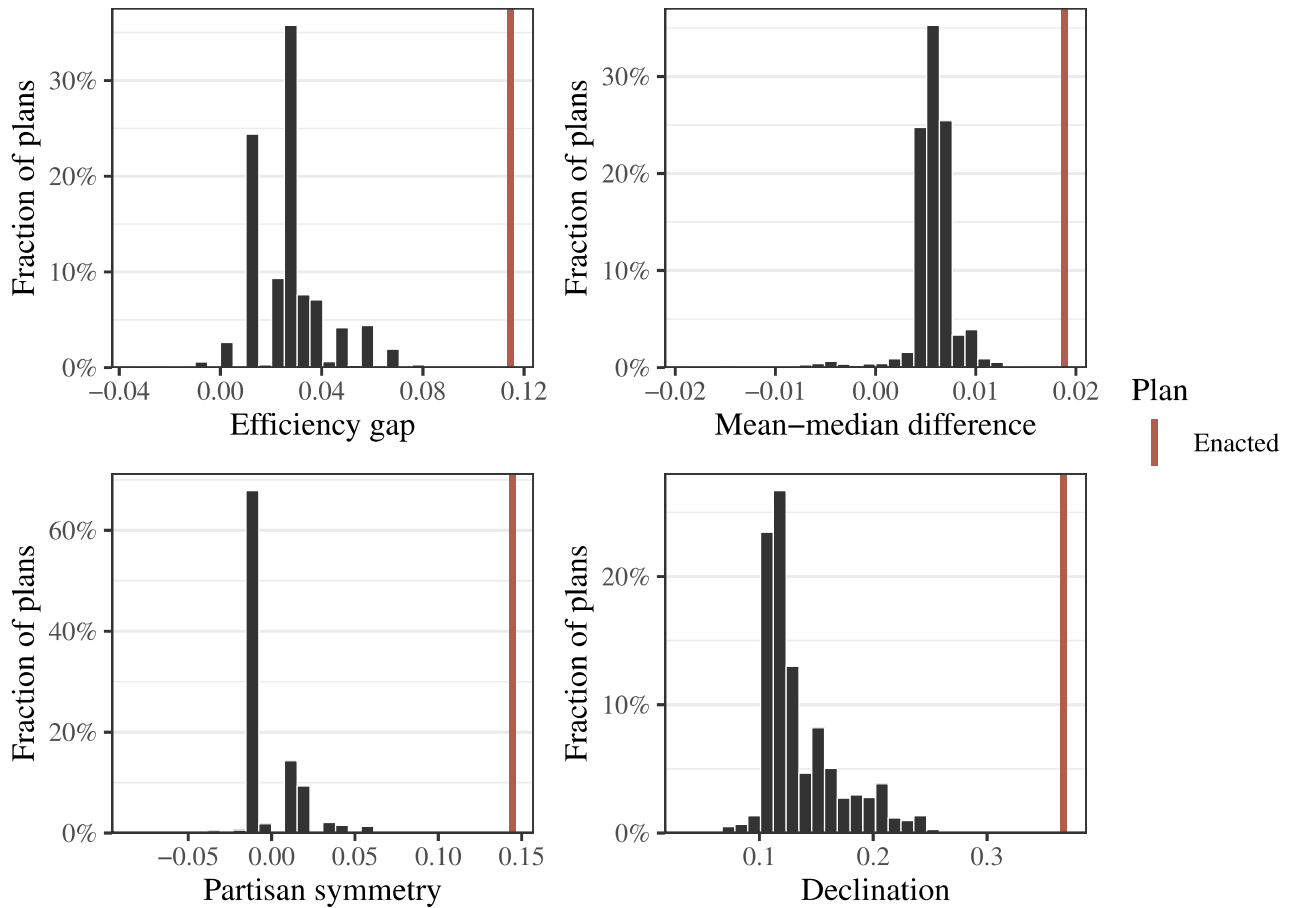 Fraction of plans
30%
20%
10%
0%
−0.04 0.00 0.04 0.08 0.12
Efficiency gap
Fraction of plans
30%
20%
10%
0%
−0.02 −0.01 0.00 0.01 0.02
Mean−median difference
Plan
Enacted
Fraction of plans
60%
40%
20%
0%
−0.05 0.00 0.05 0.10 0.15
Partisan symmetry
Fraction of plans
20%
10%
0%
0.1 0.2 0.3
Declination